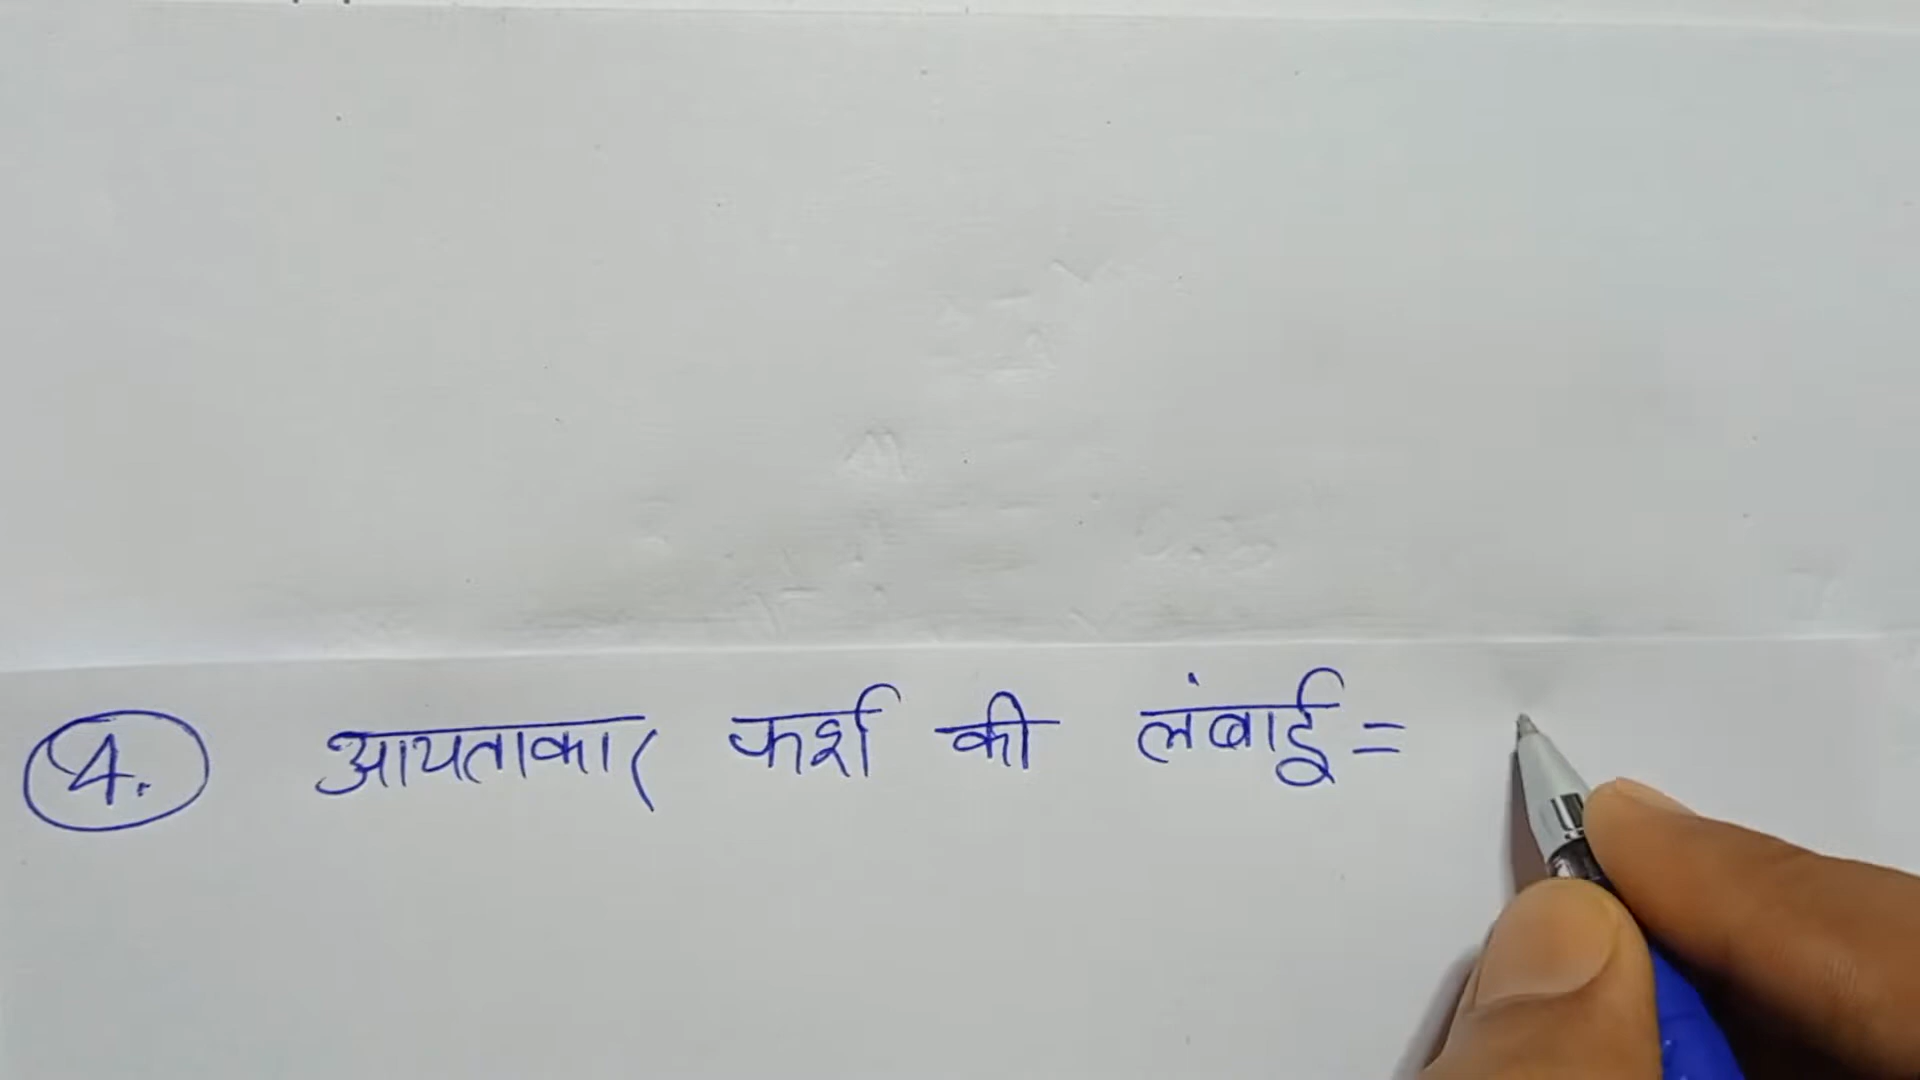 4. आयताकार फर्श की लंबाई =